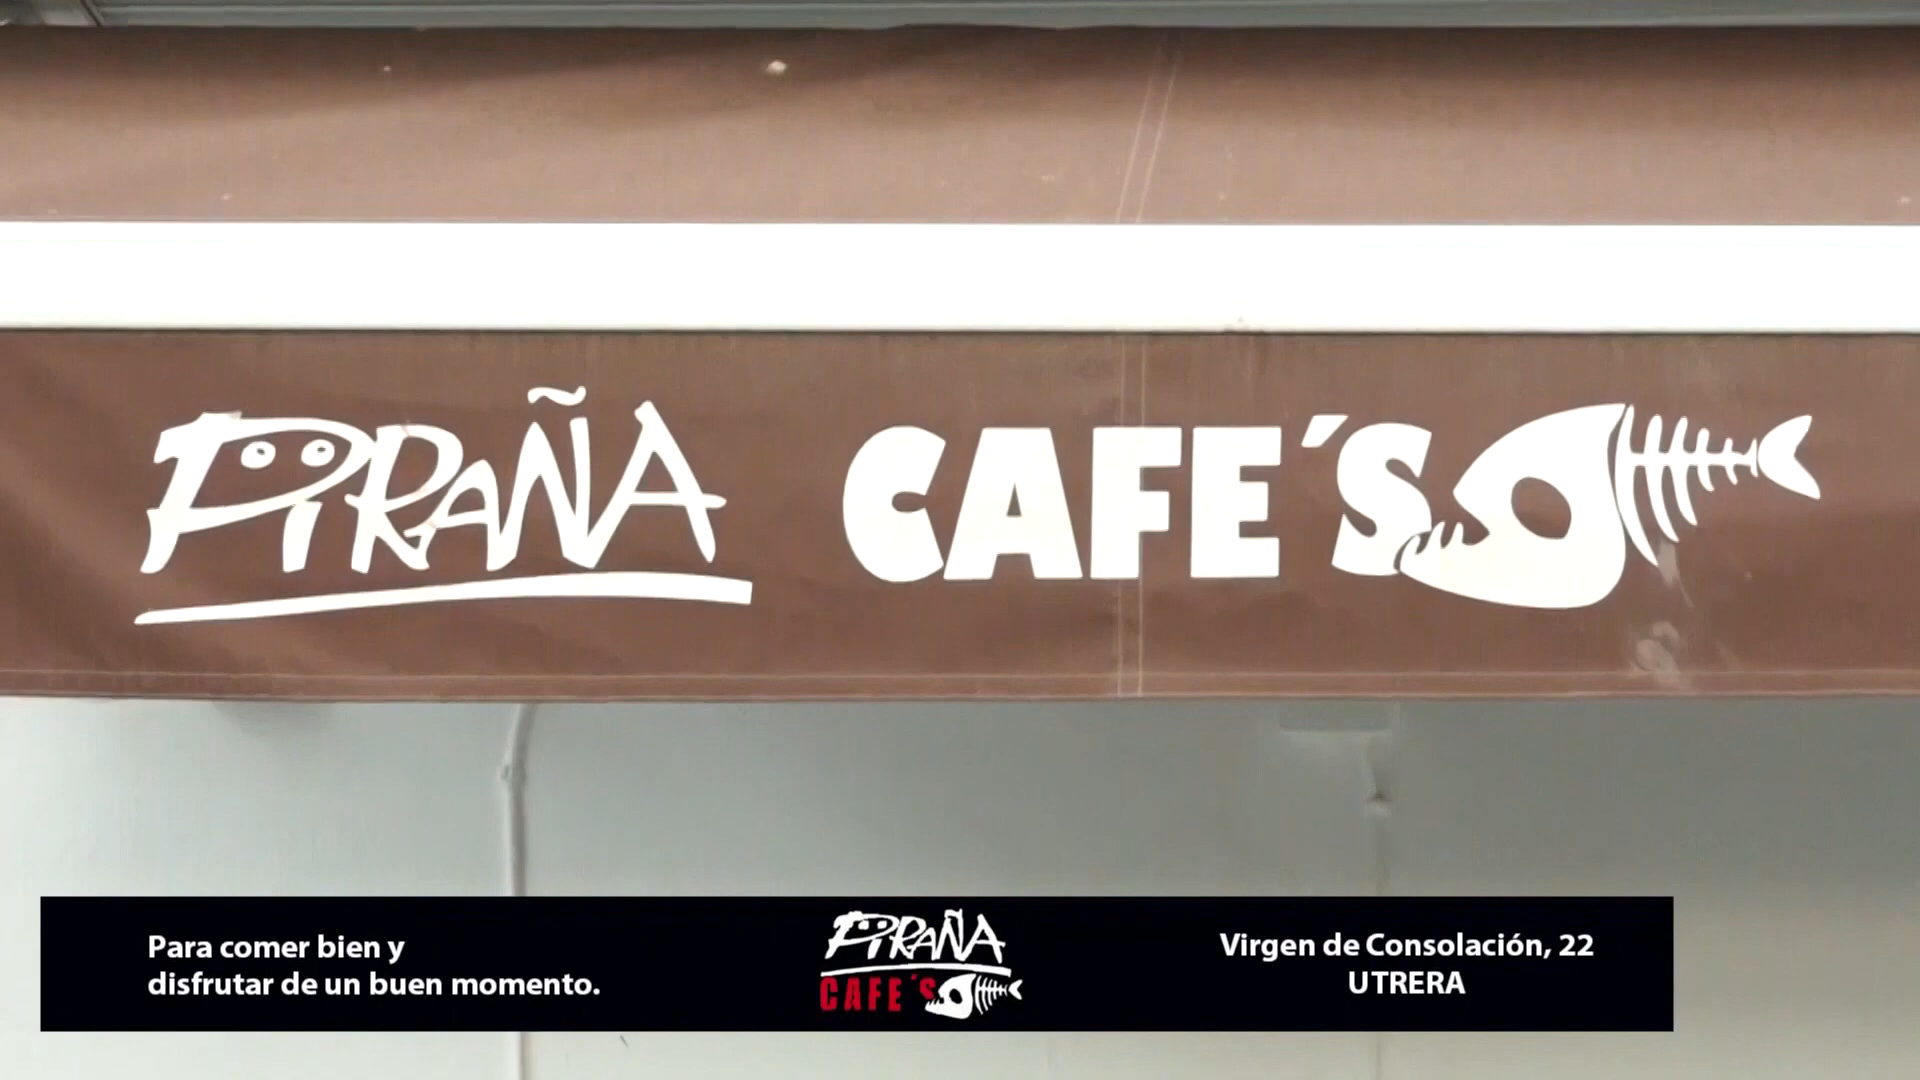 PIRAÑA CAFE´S
Para comer bien y
disfrutar de un buen momento.
PIRAÑA
CAFE´S
Virgen de Consolación, 22
UTRERA